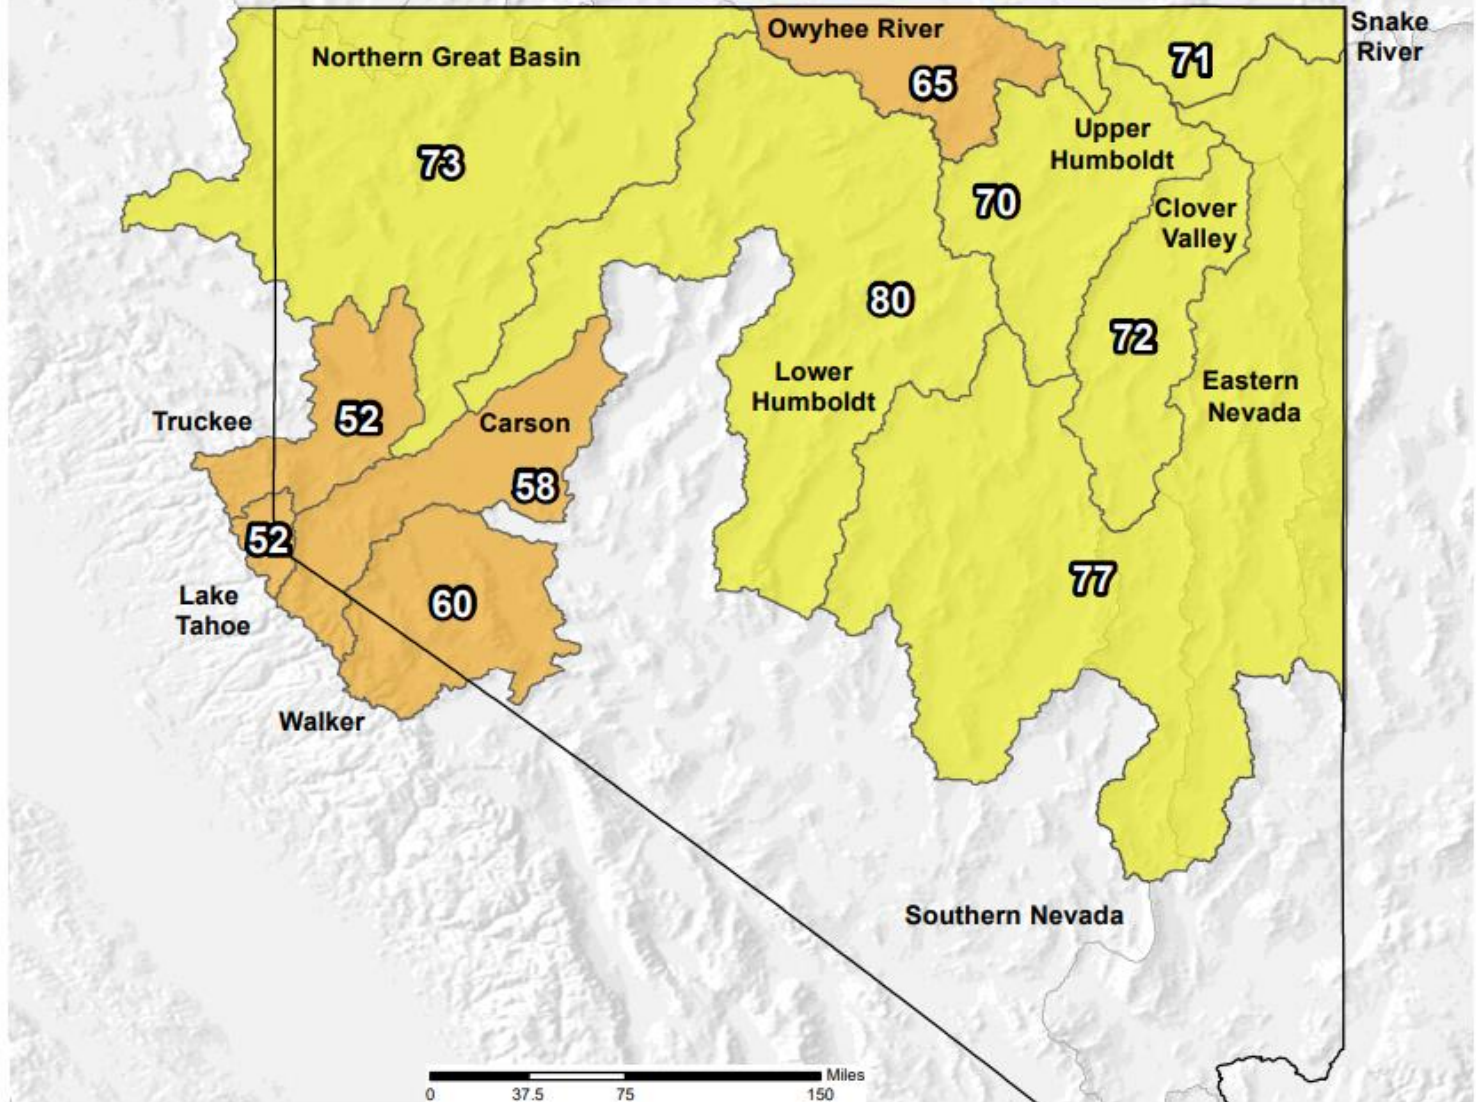 Snake
River
Owyhee River
Northern Great Basin
71
65
Upper
Humboldt
73
70
Clover
Valley
80
72
Lower
Humboldt
Eastern
Nevada
Truckee
52
Carson
58
52
77
Lake
Tahoe
60
Walker
Southern Nevada
Miles
0 37.5 75 150